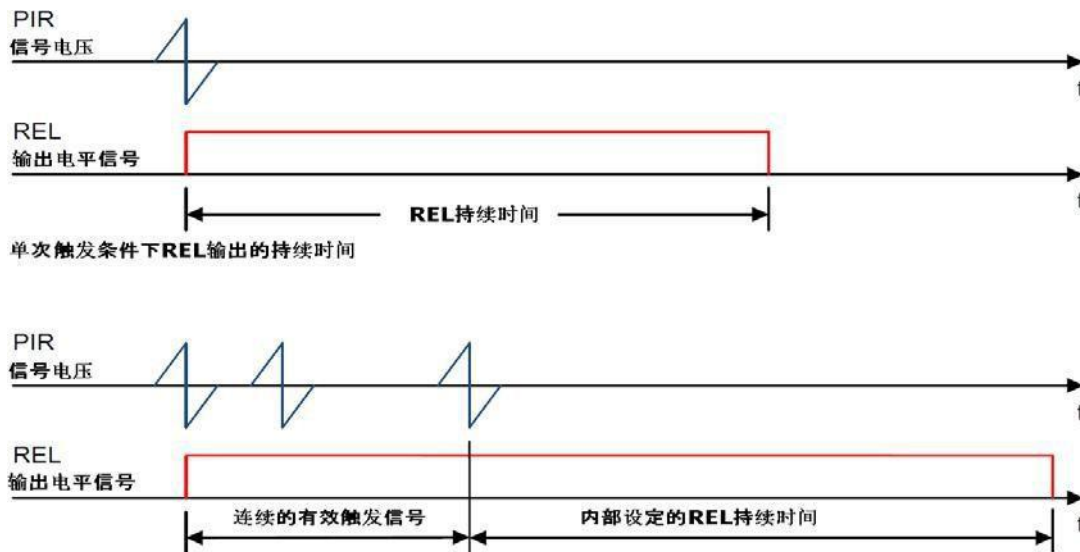 PIR
信号电压
t
REL
输出电平信号
t
REL持续时间
单次触发条件下REL输出的持续时间
PIR
信号电压
t
REL
输出电平信号
t
连续的有效触发信号
内部设定的REL持续时间